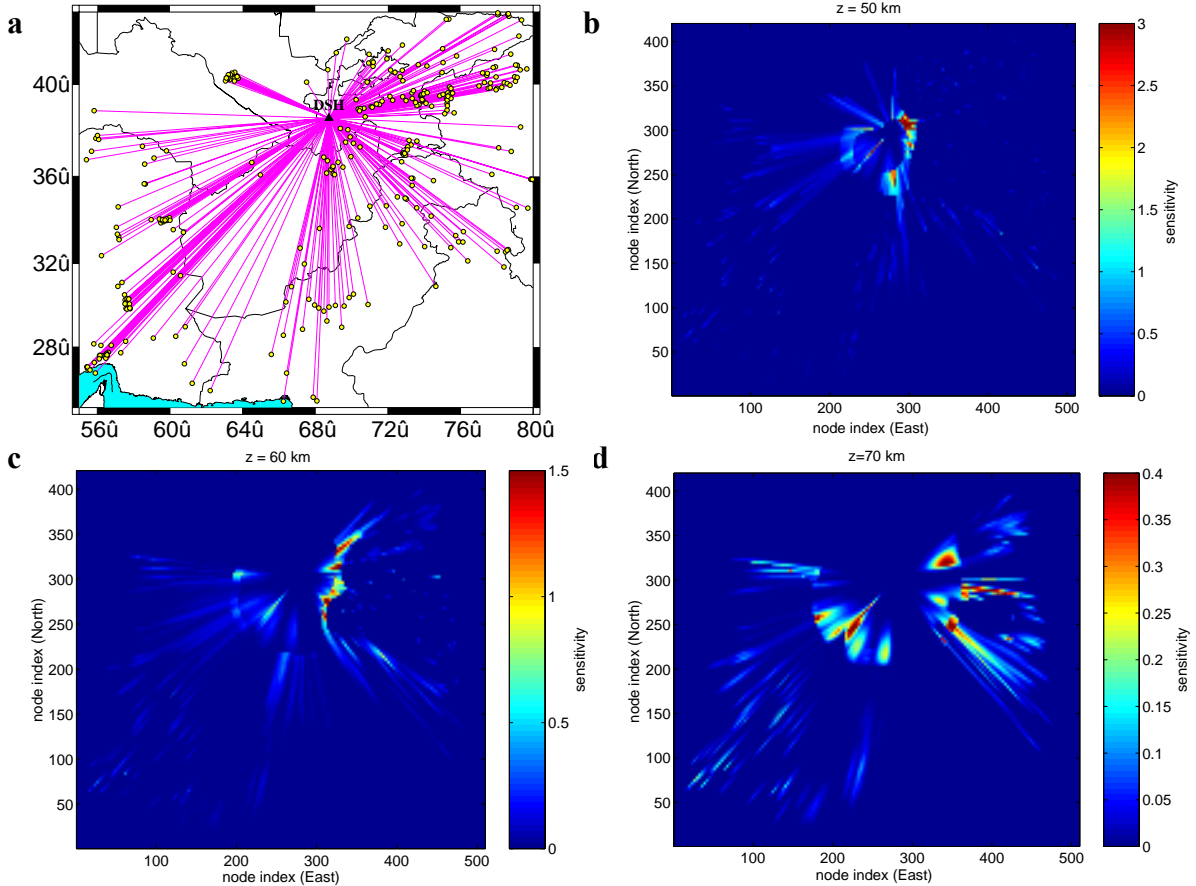 a
40û
36û
32û
28û
56û 60û 64û 68û 72û 76û 80û
DSH
b
z = 50 km
400
350
300
250
200
150
100
50
node index (North)
100 200 300 400 500
node index (East)
3
2.5
2
1.5
1
0.5
0
sensitivity
c
z = 60 km
400
350
300
250
200
150
100
50
node index (North)
100 200 300 400 500
node index (East)
1.5
1
0.5
0
sensitivity
d
z=70 km
400
350
300
250
200
150
100
50
node index (North)
100 200 300 400 500
node index (East)
0.4
0.35
0.3
0.25
0.2
0.15
0.1
0.05
0
sensitivity